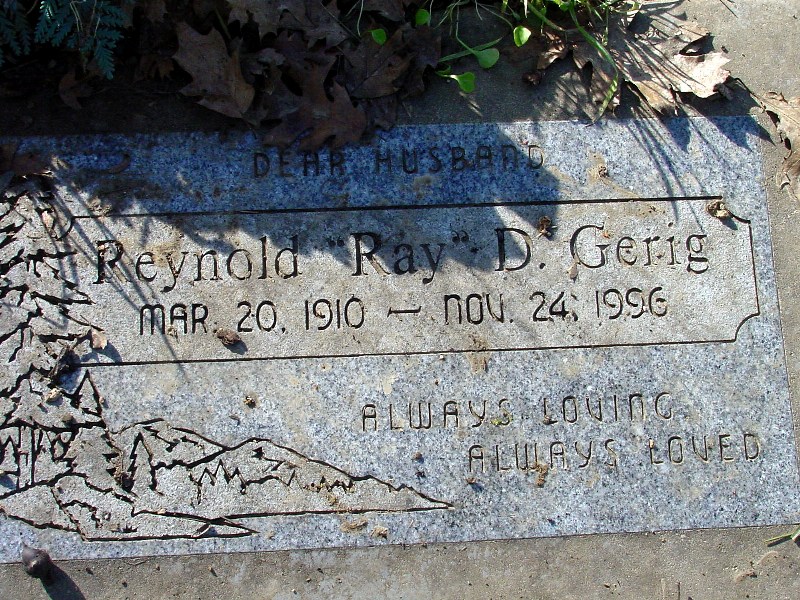 DEAR HUSBAND
Reynold "Ray" D. Gerig
MAR. 20, 1910 — NOV. 24, 1996
ALWAYS LOVING
ALWAYS LOVED